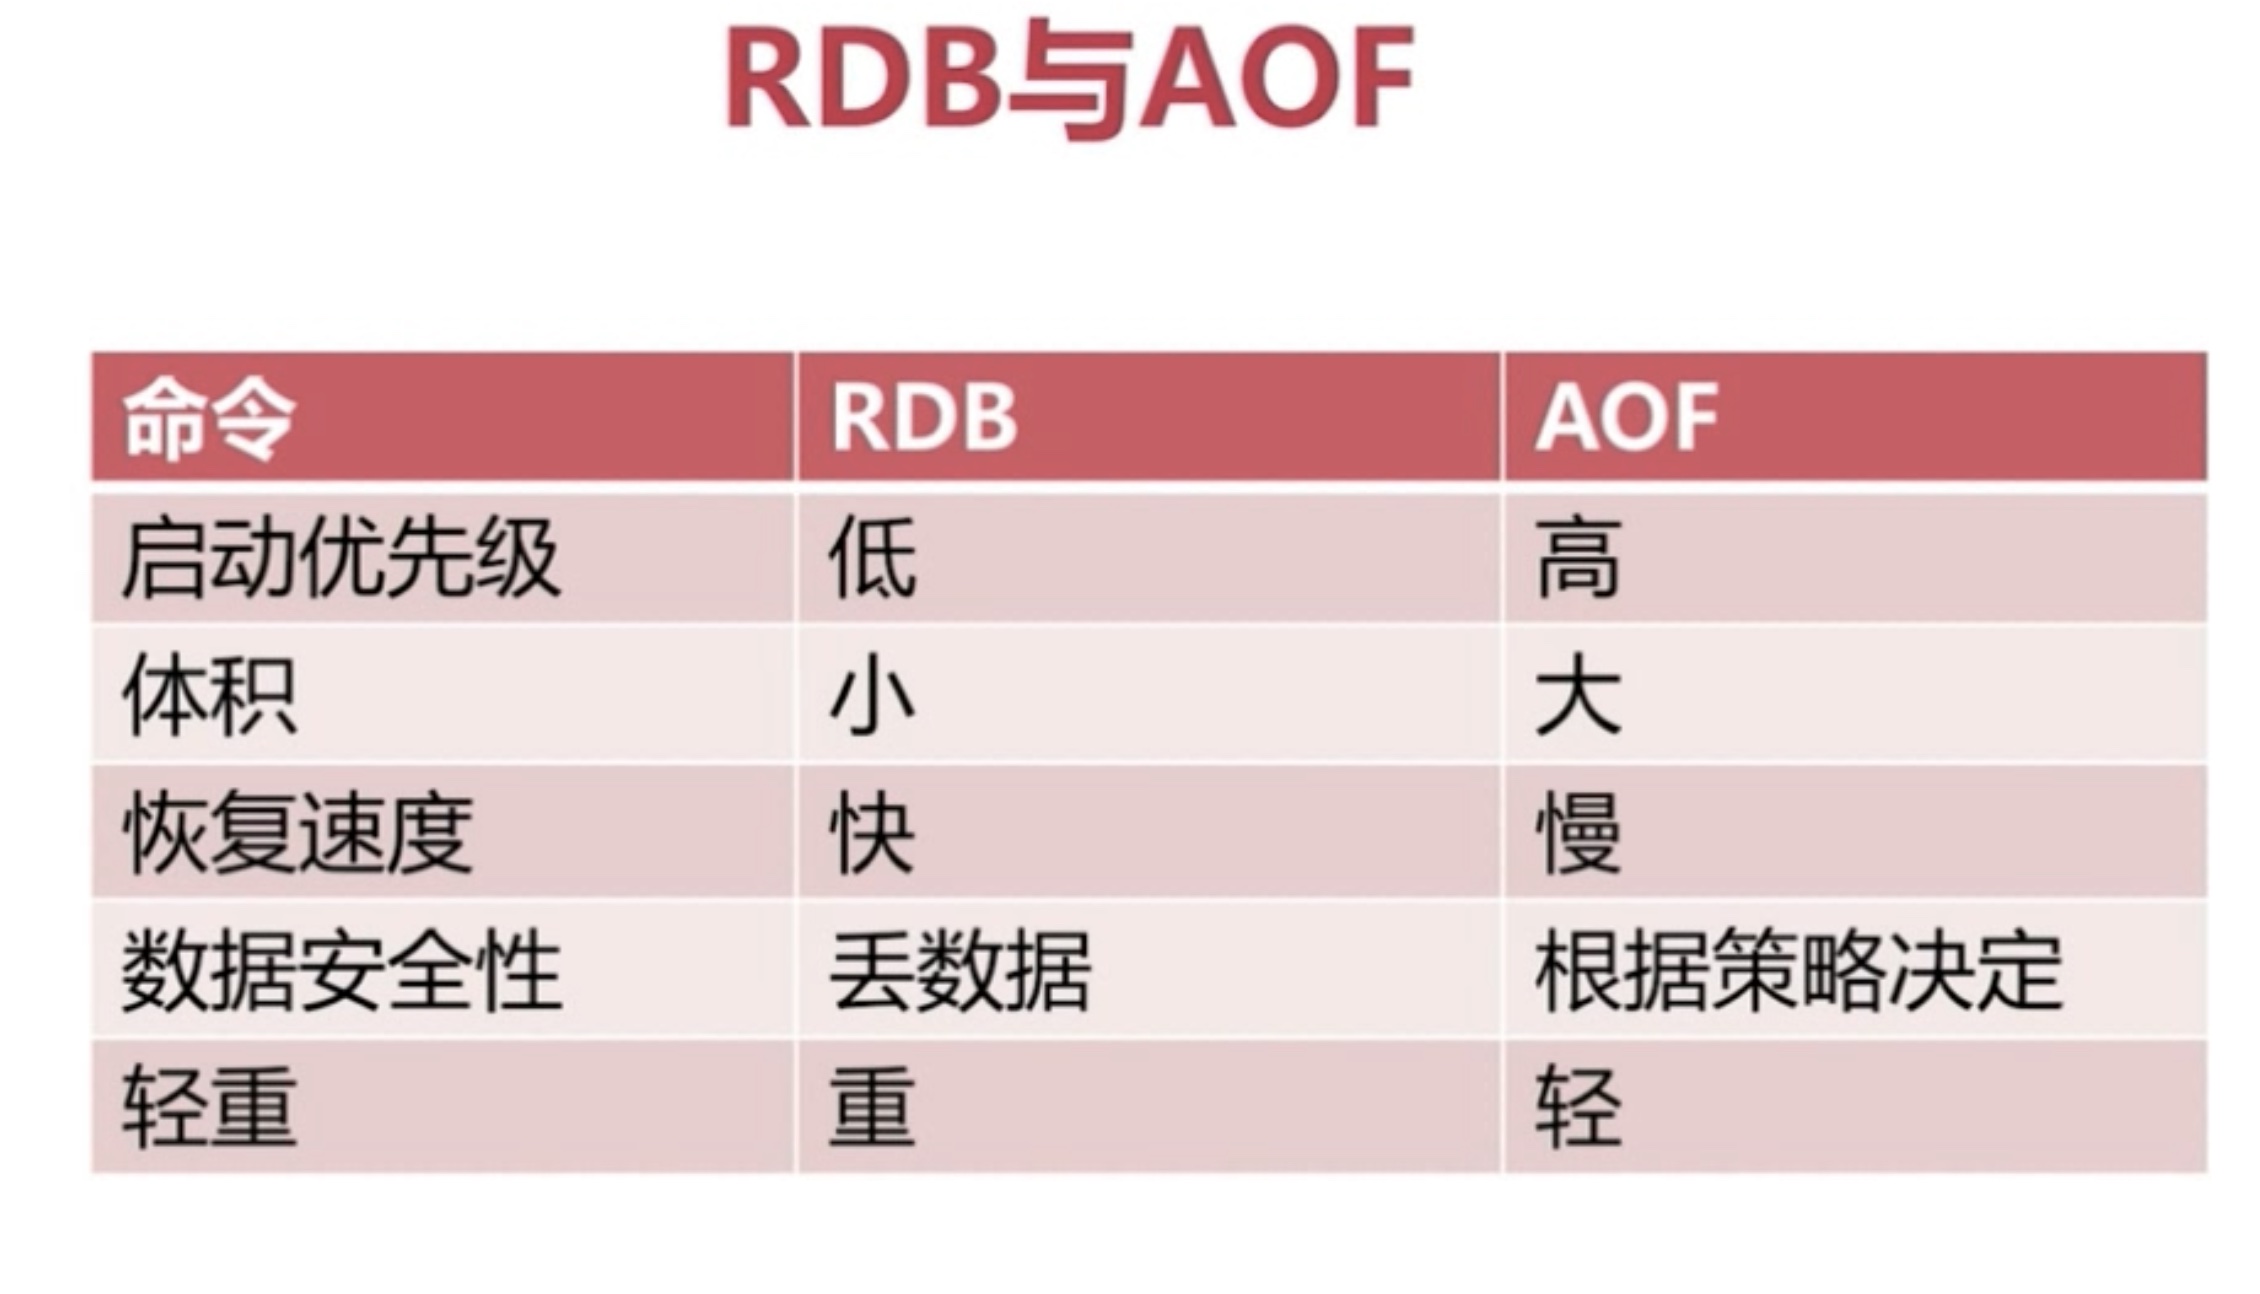 RDB与AOF
命令 RDB AOF
启动优先级 低 高
体积 小 大
恢复速度 快 慢
数据安全性 丢数据 根据策略决定
轻重 重 轻